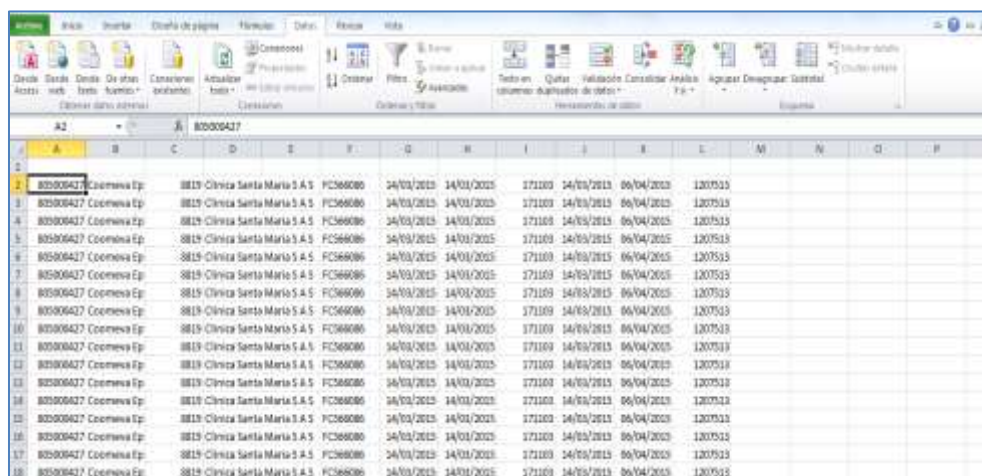 Archivo Inicio Insertar Diseño de página Fórmulas Datos Revisar Vista
Desde Access Desde web Desde texto De otras fuentes Conexiones existentes Actualizar todo Conexiones Propiedades Ordenar Filtro Avanzadas Texto en columnas Quitar duplicados Validación de datos Consolidar Análisis Y si Agrupar Desagrupar Subtotal
Obtener datos externos Conexiones Ordenar y filtrar Herramientas de datos Esquema
A2 805000427
A B C D E F G H I J K L M N O P
1
2 805000427 Coomeva Ep 8819 Clinica Santa Maria S A S FC566086 14/03/2015 14/03/2015 171103 14/03/2015 06/04/2015 1207513
3 805000427 Coomeva Ep 8819 Clinica Santa Maria S A S FC566086 14/03/2015 14/03/2015 171103 14/03/2015 06/04/2015 1207513
4 805000427 Coomeva Ep 8819 Clinica Santa Maria S A S FC566086 14/03/2015 14/03/2015 171103 14/03/2015 06/04/2015 1207513
5 805000427 Coomeva Ep 8819 Clinica Santa Maria S A S FC566086 14/03/2015 14/03/2015 171103 14/03/2015 06/04/2015 1207513
6 805000427 Coomeva Ep 8819 Clinica Santa Maria S A S FC566086 14/03/2015 14/03/2015 171103 14/03/2015 06/04/2015 1207513
7 805000427 Coomeva Ep 8819 Clinica Santa Maria S A S FC566086 14/03/2015 14/03/2015 171103 14/03/2015 06/04/2015 1207513
8 805000427 Coomeva Ep 8819 Clinica Santa Maria S A S FC566086 14/03/2015 14/03/2015 171103 14/03/2015 06/04/2015 1207513
9 805000427 Coomeva Ep 8819 Clinica Santa Maria S A S FC566086 14/03/2015 14/03/2015 171103 14/03/2015 06/04/2015 1207513
10 805000427 Coomeva Ep 8819 Clinica Santa Maria S A S FC566086 14/03/2015 14/03/2015 171103 14/03/2015 06/04/2015 1207513
11 805000427 Coomeva Ep 8819 Clinica Santa Maria S A S FC566086 14/03/2015 14/03/2015 171103 14/03/2015 06/04/2015 1207513
12 805000427 Coomeva Ep 8819 Clinica Santa Maria S A S FC566086 14/03/2015 14/03/2015 171103 14/03/2015 06/04/2015 1207513
13 805000427 Coomeva Ep 8819 Clinica Santa Maria S A S FC566086 14/03/2015 14/03/2015 171103 14/03/2015 06/04/2015 1207513
14 805000427 Coomeva Ep 8819 Clinica Santa Maria S A S FC566086 14/03/2015 14/03/2015 171103 14/03/2015 06/04/2015 1207513
15 805000427 Coomeva Ep 8819 Clinica Santa Maria S A S FC566086 14/03/2015 14/03/2015 171103 14/03/2015 06/04/2015 1207513
16 805000427 Coomeva Ep 8819 Clinica Santa Maria S A S FC566086 14/03/2015 14/03/2015 171103 14/03/2015 06/04/2015 1207513
17 805000427 Coomeva Ep 8819 Clinica Santa Maria S A S FC566086 14/03/2015 14/03/2015 171103 14/03/2015 06/04/2015 1207513
18 805000427 Coomeva Ep 8819 Clinica Santa Maria S A S FC566086 14/03/2015 14/03/2015 171103 14/03/2015 06/04/2015 1207513